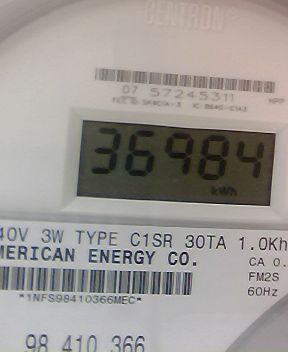 CENTRON®
07 57245311
36984
kWh
40V 3W TYPE C1SR 30TA 1.0Kh
MERICAN ENERGY CO.
CA 0.
FM2S
60Hz
*1NFS98410366MEC*
98 410 366